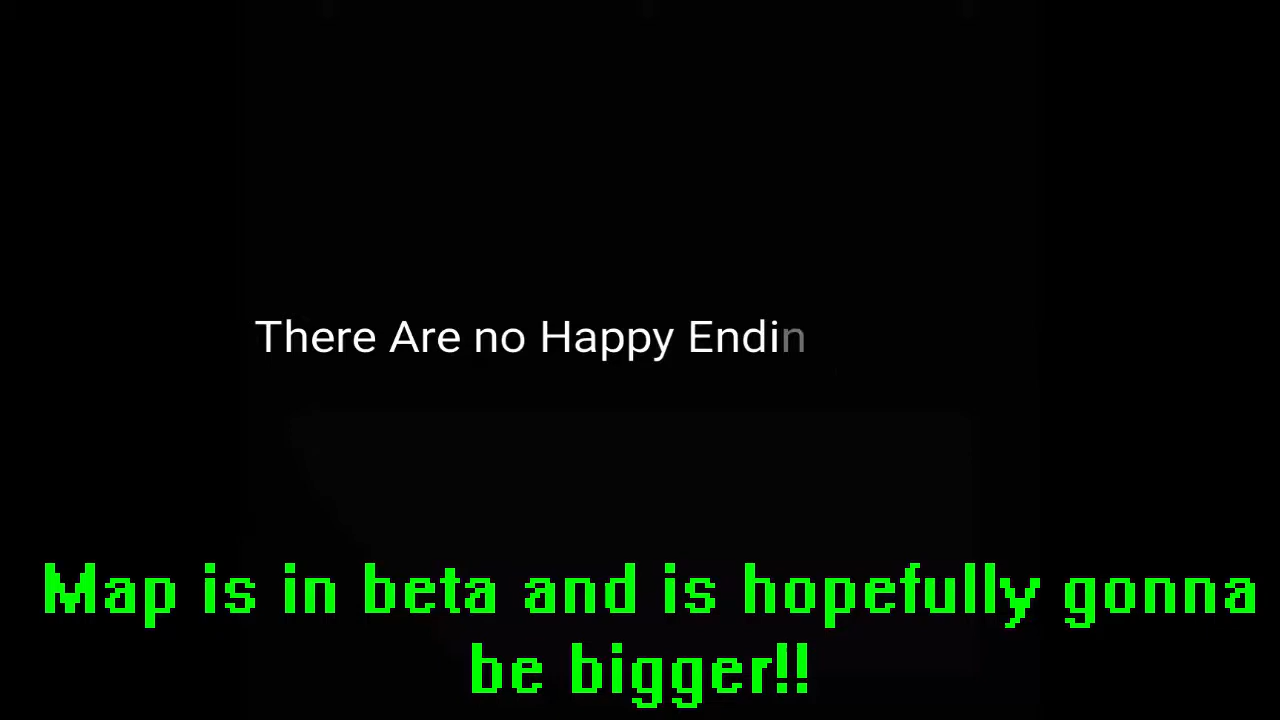 There Are no Happy Endin
Map is in beta and is hopefully gonna
be bigger!!